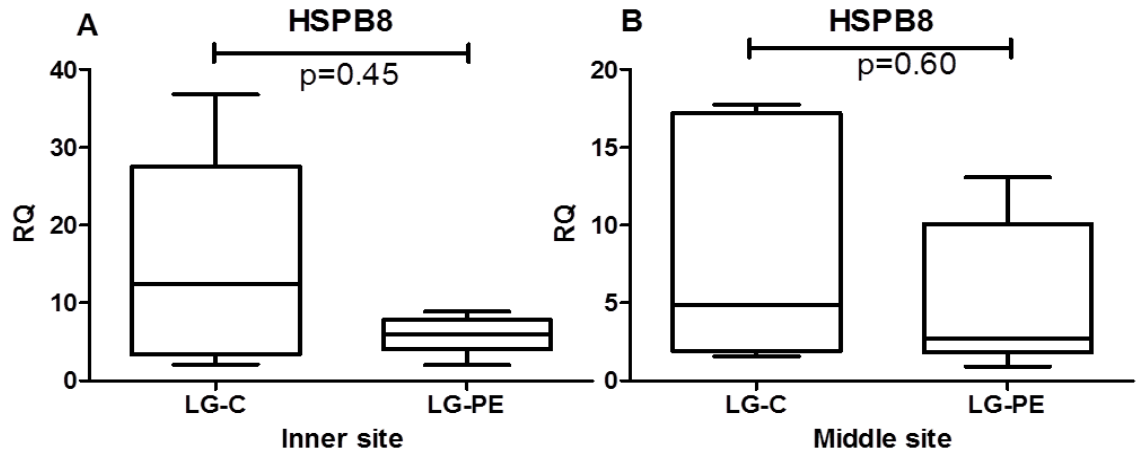 A
HSPB8
p=0.45
40
30
20
10
0
RQ
LG-C
LG-PE
Inner site
B
HSPB8
p=0.60
20
15
10
5
0
RQ
LG-C
LG-PE
Middle site